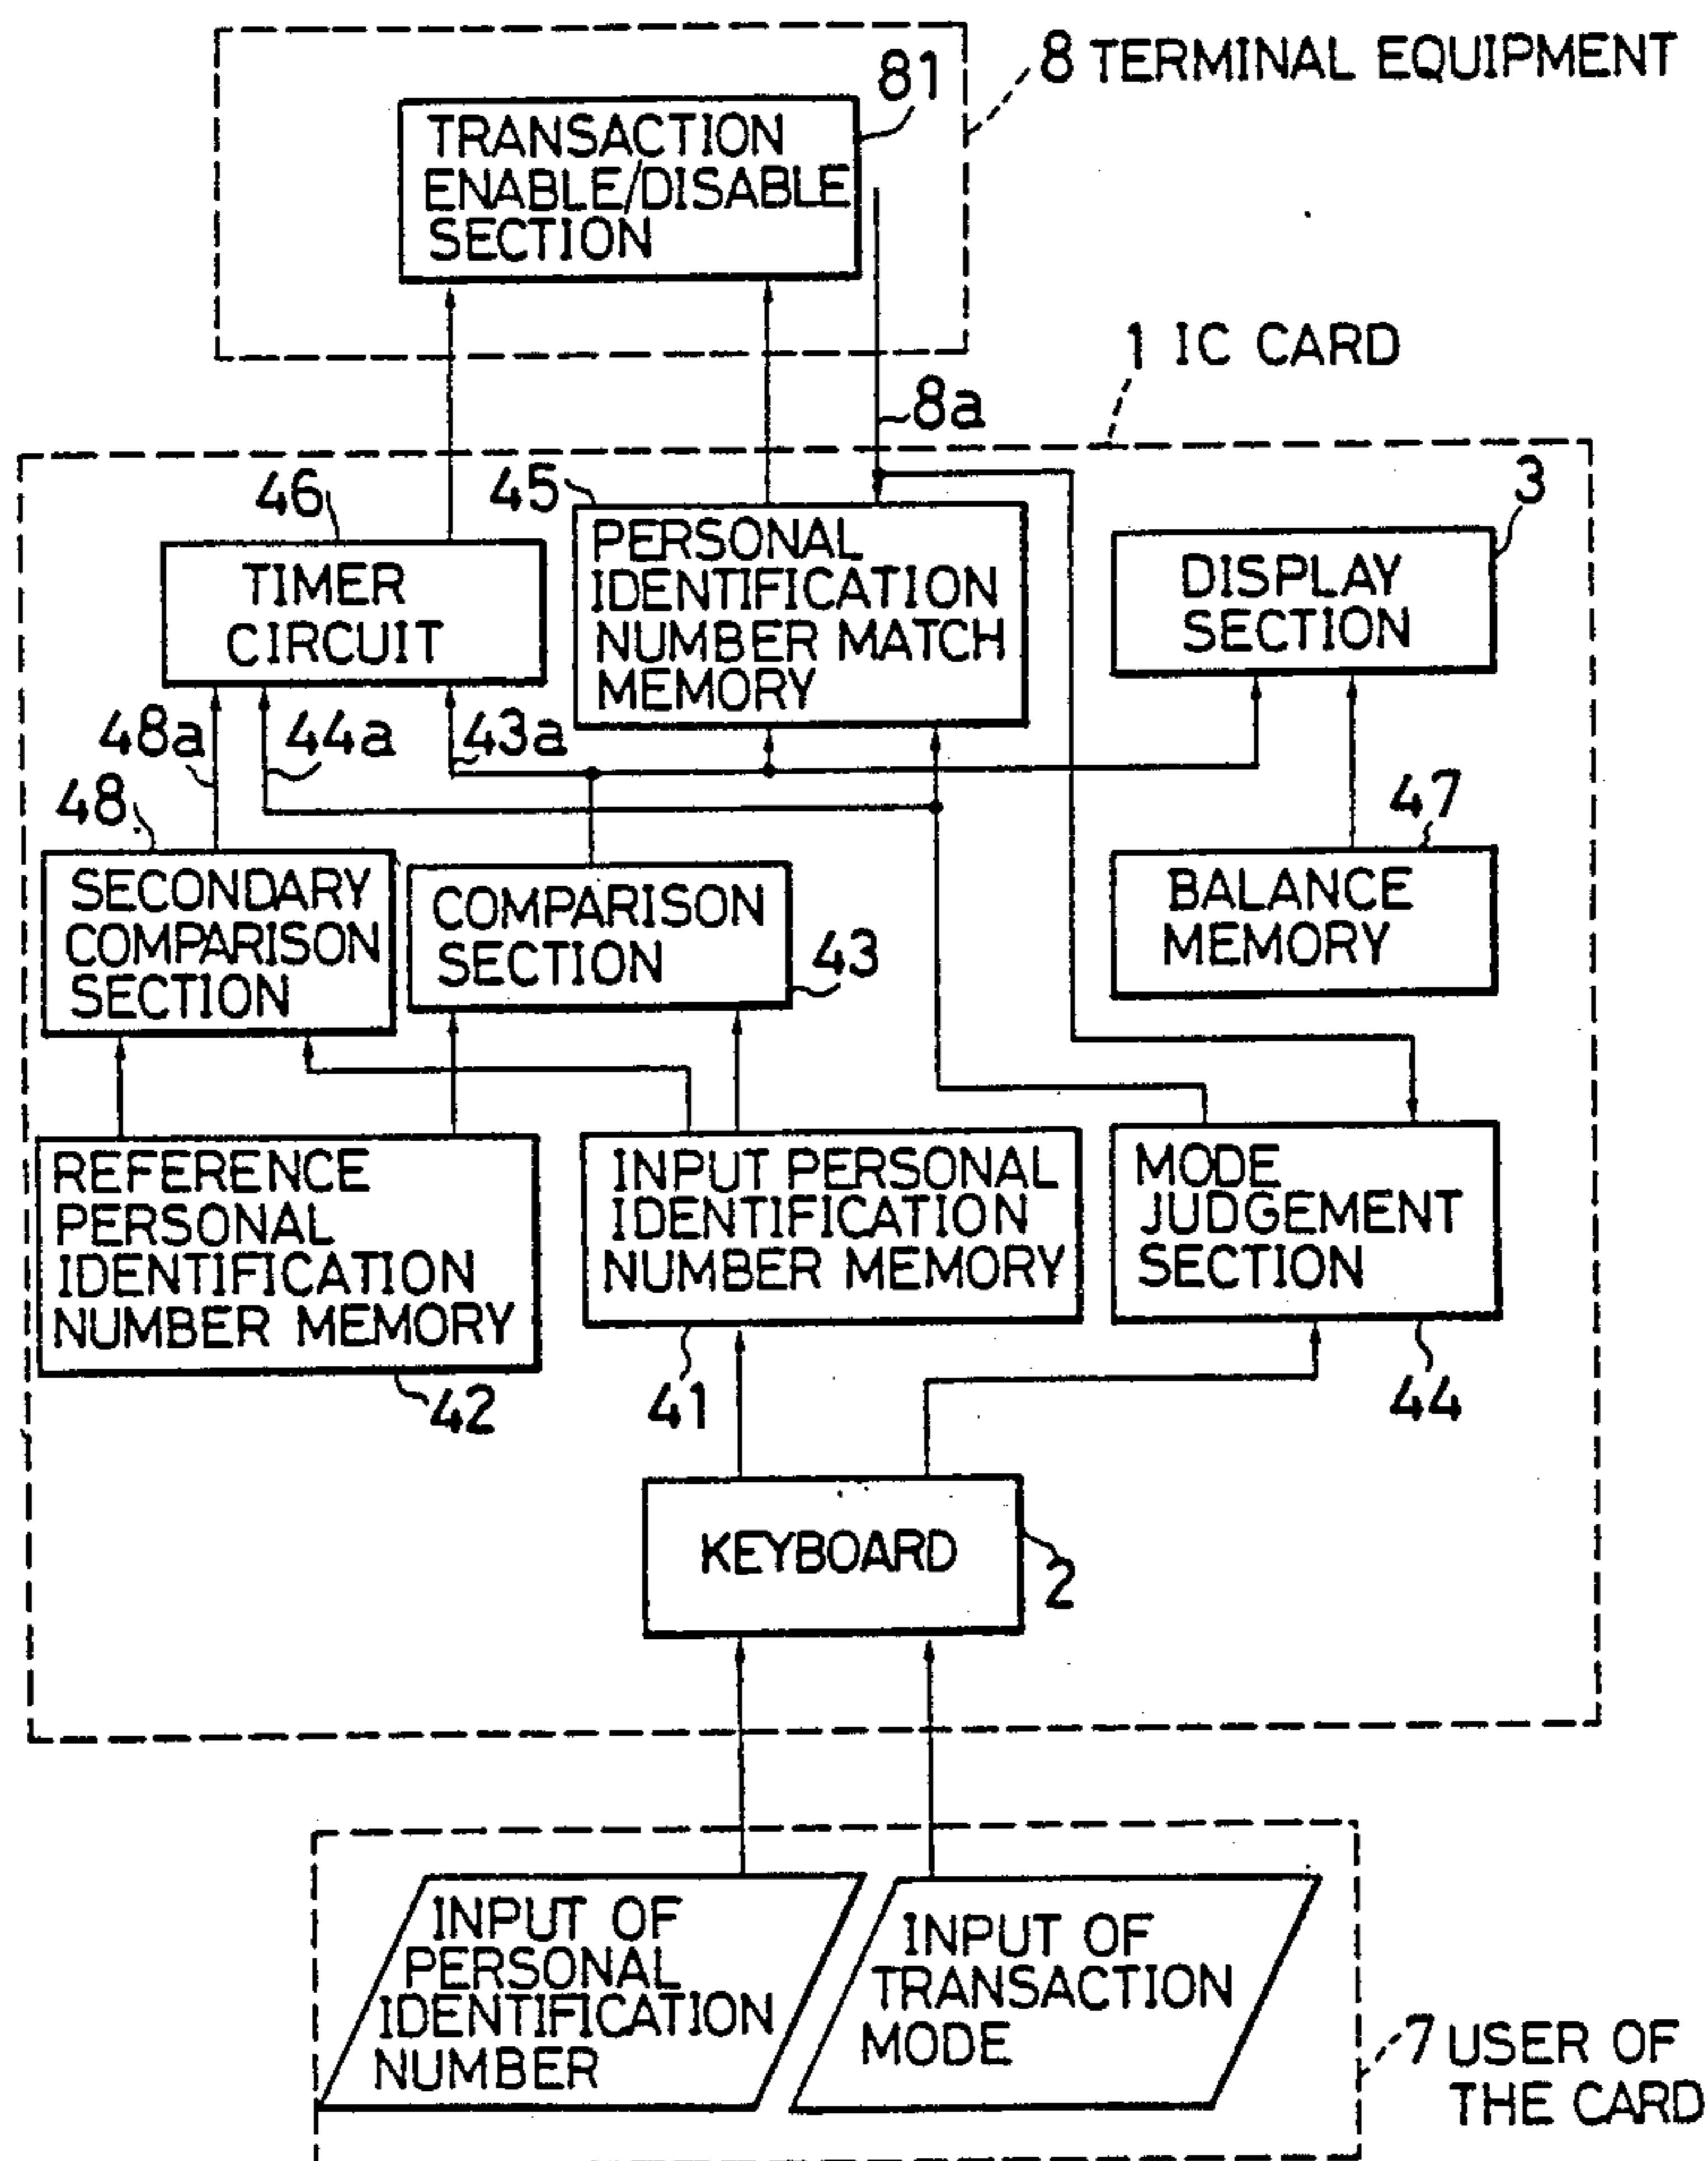 8 TERMINAL EQUIPMENT
81
TRANSACTION
ENABLE/DISABLE
SECTION
1 IC CARD
8a
46
45
3
TIMER
CIRCUIT
PERSONAL
IDENTIFICATION
NUMBER MATCH
MEMORY
DISPLAY
SECTION
48a
44a
43a
48
47
SECONDARY
COMPARISON
SECTION
COMPARISON
SECTION
43
BALANCE
MEMORY
REFERENCE
PERSONAL
IDENTIFICATION
NUMBER MEMORY
INPUT PERSONAL
IDENTIFICATION
NUMBER MEMORY
MODE
JUDGEMENT
SECTION
42
41
44
KEYBOARD
2
INPUT OF
PERSONAL
IDENTIFICATION
NUMBER
INPUT OF
TRANSACTION
MODE
7 USER OF
THE CARD